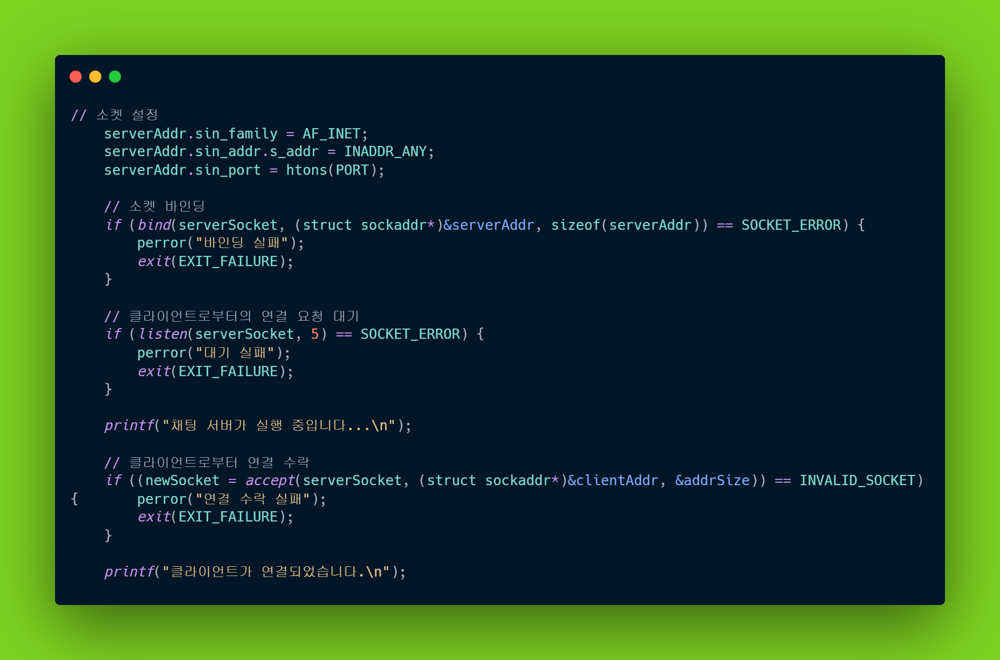 // 소켓 설정
    serverAddr.sin_family = AF_INET;
    serverAddr.sin_addr.s_addr = INADDR_ANY;
    serverAddr.sin_port = htons(PORT);

    // 소켓 바인딩
    if (bind(serverSocket, (struct sockaddr*)&serverAddr, sizeof(serverAddr)) == SOCKET_ERROR) {
        perror("바인딩 실패");
        exit(EXIT_FAILURE);
    }

    // 클라이언트로부터의 연결 요청 대기
    if (listen(serverSocket, 5) == SOCKET_ERROR) {
        perror("대기 실패");
        exit(EXIT_FAILURE);
    }

    printf("채팅 서버가 실행 중입니다...\n");

    // 클라이언트로부터 연결 수락
    if ((newSocket = accept(serverSocket, (struct sockaddr*)&clientAddr, &addrSize)) == INVALID_SOCKET)
{       perror("연결 수락 실패");
        exit(EXIT_FAILURE);
    }

    printf("클라이언트가 연결되었습니다.\n");